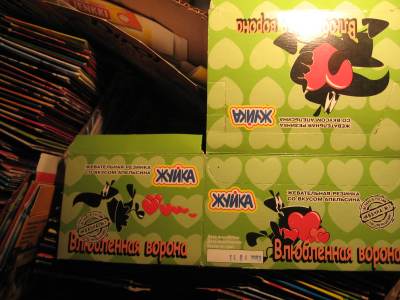 Влюбленная
ворона
ЖЕВАТЕЛЬНАЯ РЕЗИНКА
СО ВКУСОМ АПЕЛЬСИНА
ЖУЙКА
ЖЕВАТЕЛЬНАЯ РЕЗИНКА
СО ВКУСОМ АПЕЛЬСИНА
ЖУЙКА
Влюбленная ворона
ЖУЙКА
ЖЕВАТЕЛЬНАЯ РЕЗИНКА
СО ВКУСОМ АПЕЛЬСИНА
Влюбленная ворона